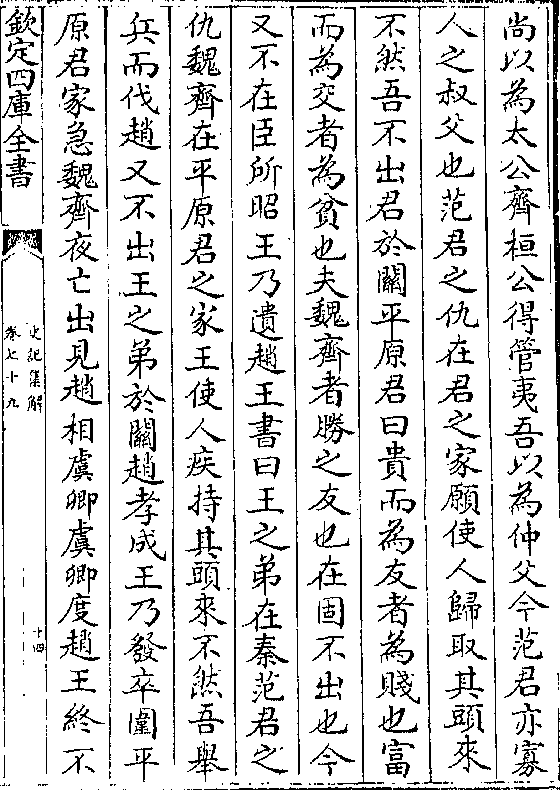 尚以為太公齊桓公得管夷吾以為仲父今范君亦寡
人之叔父也范君之仇在君之家願使人歸取其頭來
不然吾不出君於關平原君曰貴而為友者為賤也富
而為交者為貧也夫魏齊者勝之友也在固不出也今
又不在臣所昭王乃遺趙王書曰王之弟在秦范君之
仇魏齊在平原君之家王使人疾持其頭來不然吾舉
兵而伐趙又不出王之弟於關趙孝成王乃發卒圍平
原君家急魏齊夜亡出見趙相虞卿虞卿度趙王終不
欽定四庫全書
史記集解
卷七十九
十四